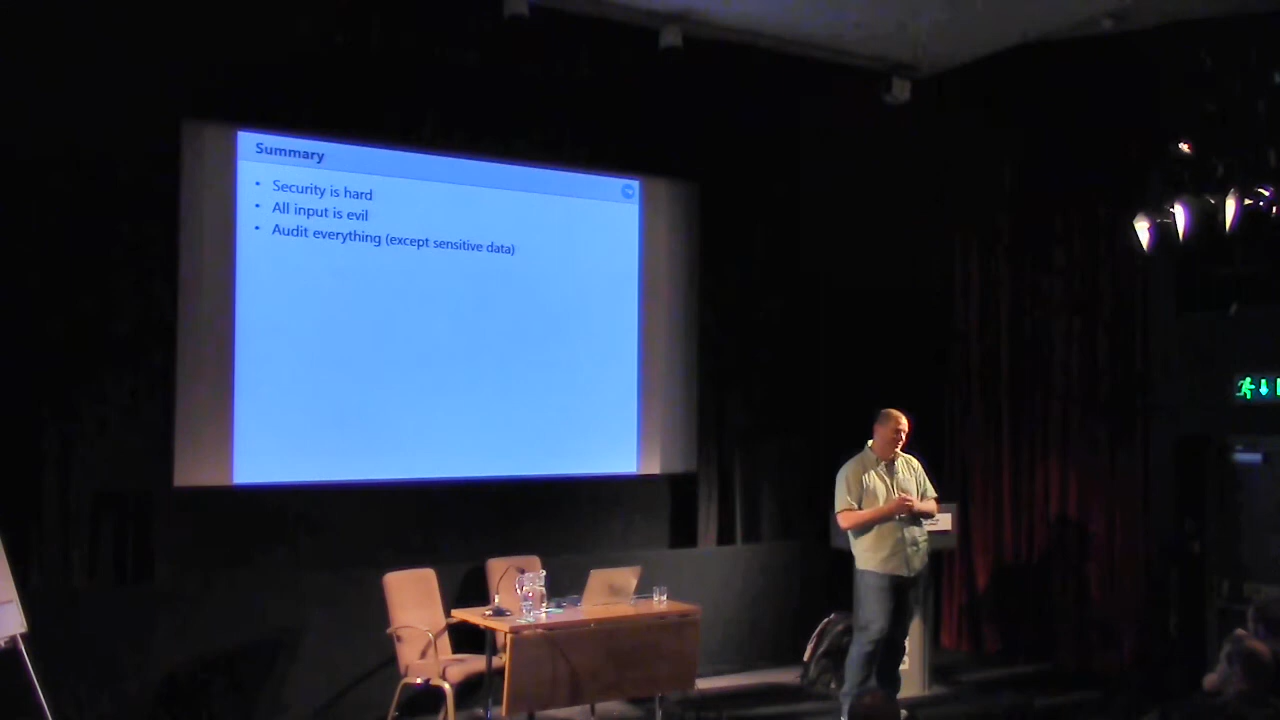 Summary
• Security is hard
• All input is evil
• Audit everything (except sensitive data)